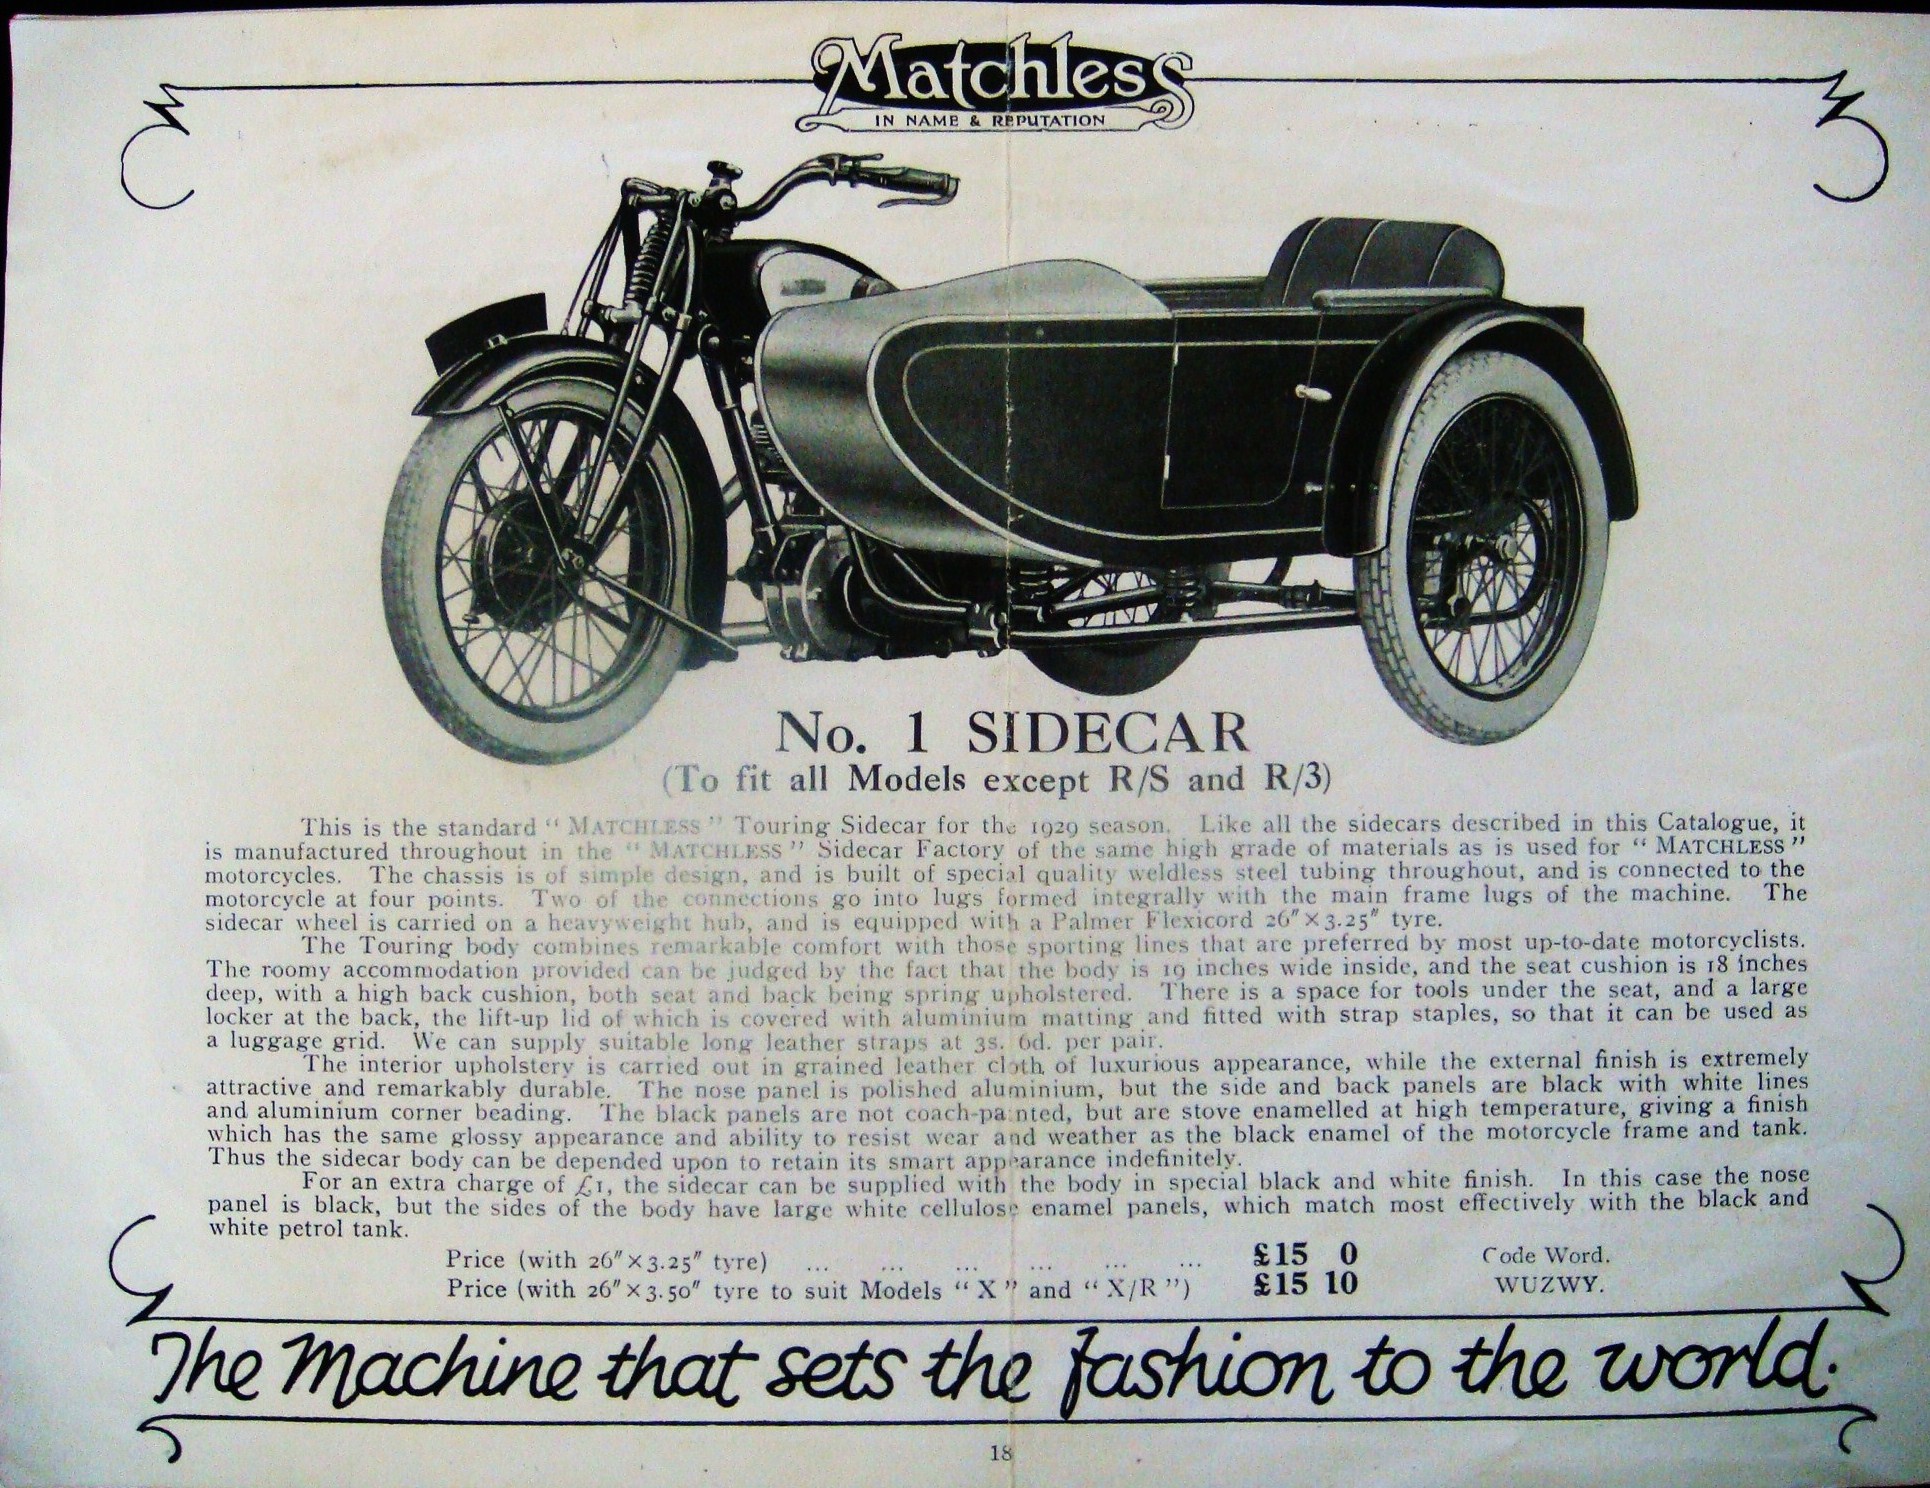 Matchless
IN NAME & REPUTATION
No. 1 SIDECAR
(To fit all Models except R/S and R/3)
This is the standard “ MATCHLESS ” Touring Sidecar for the 1929 season. Like all the sidecars described in this Catalogue, it
is manufactured throughout in the “ MATCHLESS ” Sidecar Factory of the same high grade of materials as is used for “ MATCHLESS ”
motorcycles. The chassis is of simple design, and is built of special quality weldless steel tubing throughout, and is connected to the
motorcycle at four points. Two of the connections go into lugs formed integrally with the main frame lugs of the machine. The
sidecar wheel is carried on a heavyweight hub, and is equipped with a Palmer Flexicord 26″ × 3.25″ tyre.
The Touring body combines remarkable comfort with those sporting lines that are preferred by most up-to-date motorcyclists.
The roomy accommodation provided can be judged by the fact that the body is 19 inches wide inside, and the seat cushion is 18 inches
deep, with a high back cushion, both seat and back being spring upholstered. There is a space for tools under the seat, and a large
locker at the back, the lift-up lid of which is covered with aluminium matting and fitted with strap staples, so that it can be used as
a luggage grid. We can supply suitable long leather straps at 3s. 6d. per pair.
The interior upholstery is carried out in grained leather cloth of luxurious appearance, while the external finish is extremely
attractive and remarkably durable. The nose panel is polished aluminium, but the side and back panels are black with white lines
and aluminium corner beading. The black panels are not coach-painted, but are stove enamelled at high temperature, giving a finish
which has the same glossy appearance and ability to resist wear and weather as the black enamel of the motorcycle frame and tank.
Thus the sidecar body can be depended upon to retain its smart appearance indefinitely.
For an extra charge of £1, the sidecar can be supplied with the body in special black and white finish. In this case the nose
panel is black, but the sides of the body have large white cellulose enamel panels, which match most effectively with the black and
white petrol tank.
Price (with 26″ × 3.25″ tyre) ... ... ... ... ... ... £15 0 Code Word.
Price (with 26″ × 3.50″ tyre to suit Models “ X ” and “ X/R ”) £15 10 WUZWY.
The Machine that sets the fashion to the world.
18